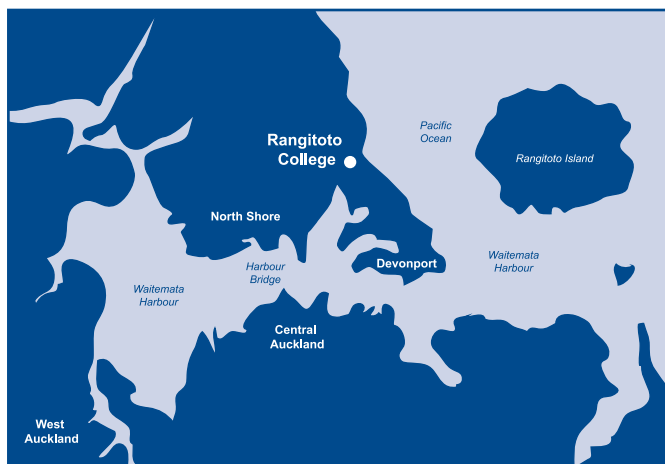 Pacific
Ocean
Rangitoto
College
Rangitoto Island
North Shore
Devonport
Waitemata
Harbour
Harbour
Bridge
Waitemata
Harbour
Central
Auckland
West
Auckland